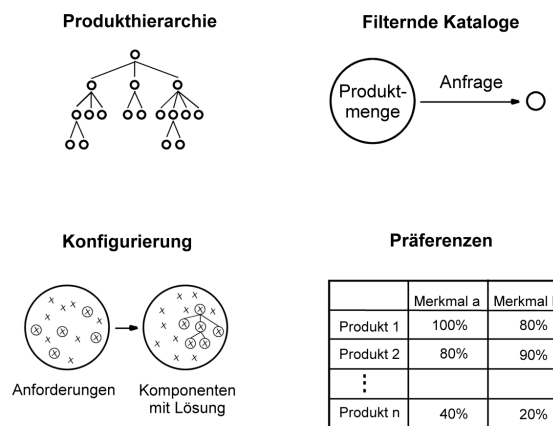 Produkthierarchie
Filternde Kataloge
Produkt-
menge
Anfrage
Konfigurierung
Anforderungen
Komponenten
mit Lösung
Präferenzen
Merkmal a
Merkmal
Produkt 1
100%
80%
Produkt 2
80%
90%
Produkt n
40%
20%